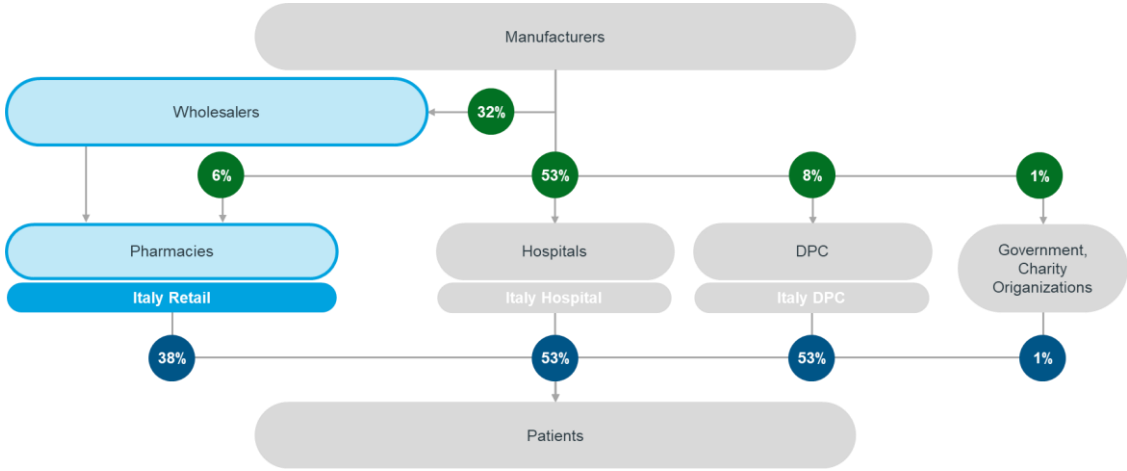 Manufacturers
Wholesalers
32%
6%
53%
8%
1%
Pharmacies
Hospitals
DPC
Government,
Charity
Origanizations
Italy Retail
Italy Hospital
Italy DPC
38%
53%
53%
1%
Patients